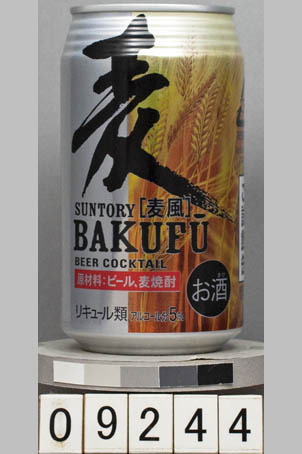 麦
SUNTORY [麦風]
BAKUFŪ
BEER COCKTAIL
原材料:ビール、麦焼酎
お酒
リキュール類 アルコール分5%
09244